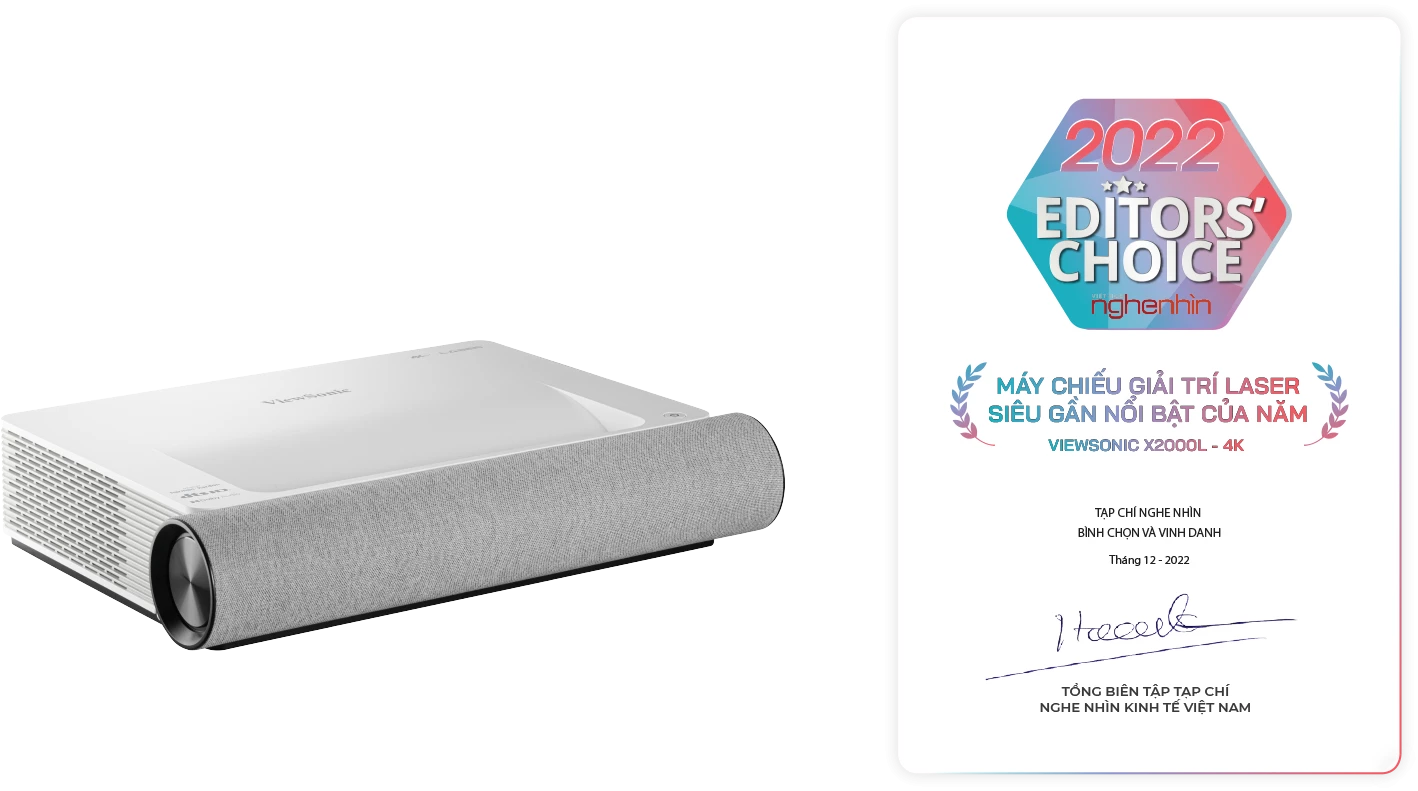 ViewSonic
2022
EDITORS'
CHOICE
nghenhìn
MÁY CHIẾU GIẢI TRÍ LASER
SIÊU GẦN NỔI BẬT CỦA NĂM
VIEWSONIC X2000L - 4K
TẠP CHÍ NGHE NHÌN
BÌNH CHỌN VÀ VINH DANH
Tháng 12 - 2022
TỔNG BIÊN TẬP TẠP CHÍ
NGHE NHÌN KINH TẾ VIỆT NAM